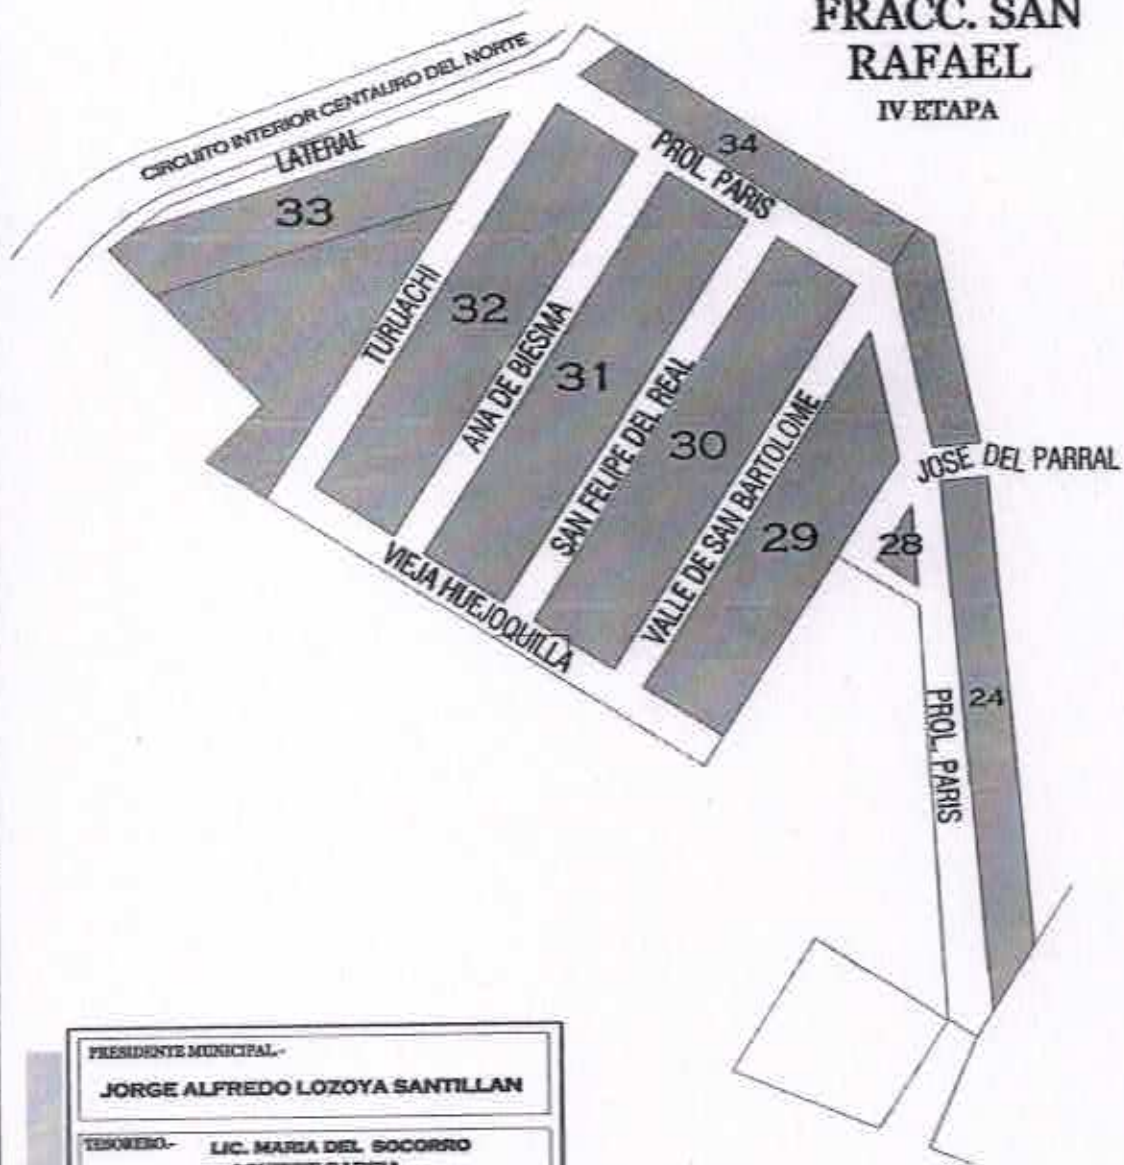 FRACC. SAN
RAFAEL
IV ETAPA
CIRCUITO INTERIOR CENTAURO DEL NORTE
LATERAL
34
PROL. PARIS
33
TURUACHI
32
ANA DE BIESMA
31
SAN FELIPE DEL REAL
30
VALLE DE SAN BARTOLOME
29
28
JOSE DEL PARRAL
VIEJA HUEJOQUILLA
24
PROL. PARIS
PRESIDENTE MUNICIPAL.-
JORGE ALFREDO LOZOYA SANTILLAN
TESORERO.- LIC. MARIA DEL SOCORRO